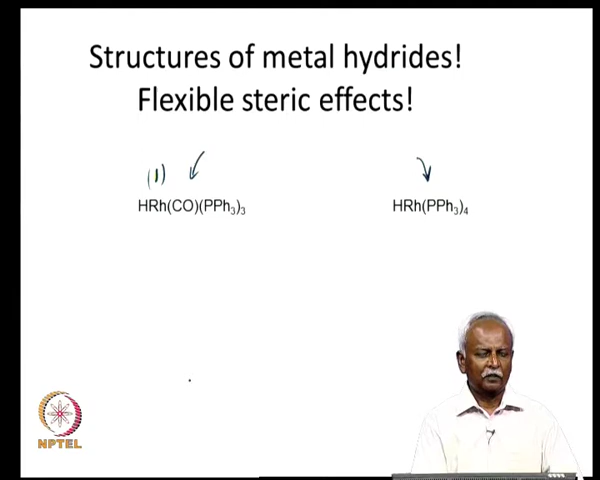 Structures of metal hydrides!
Flexible steric effects!
(1)
HRh(CO)(PPh₃)₃
HRh(PPh₃)₄
NPTEL